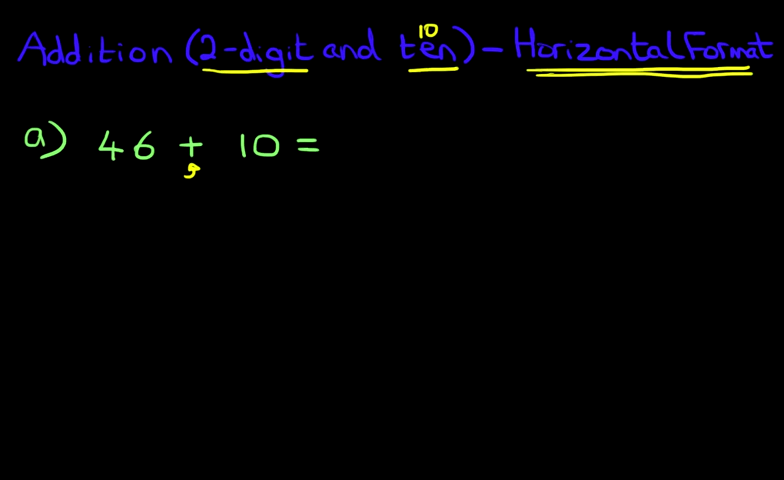 10
Addition (2-digit and ten) - Horizontal Format
a) 46 + 10 =